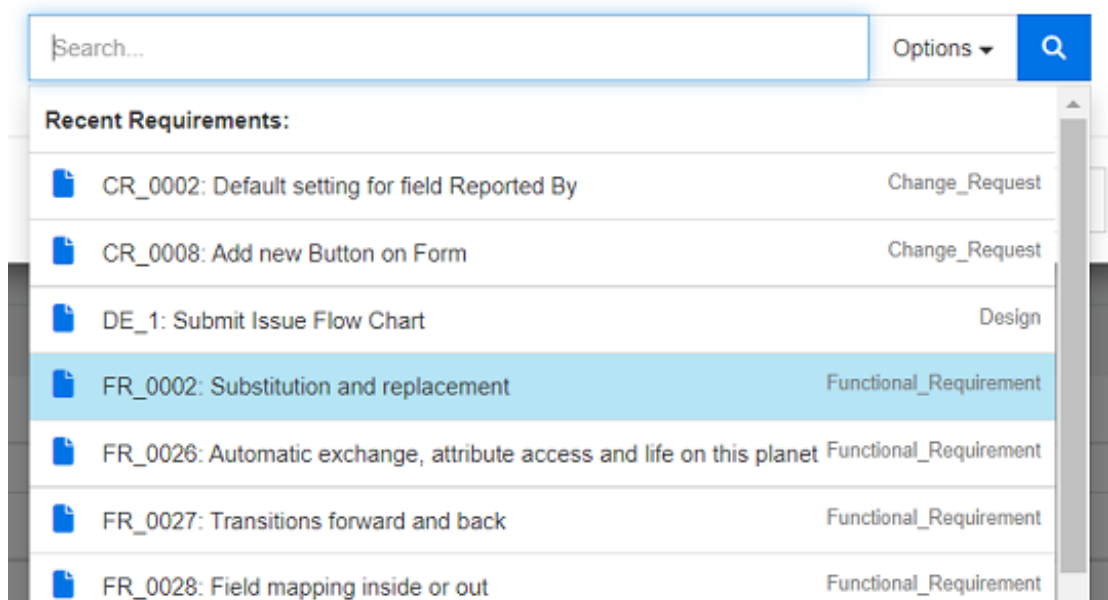 Search...
Options
Recent Requirements:
CR_0002: Default setting for field Reported By Change_Request
CR_0008: Add new Button on Form Change_Request
DE_1: Submit Issue Flow Chart Design
FR_0002: Substitution and replacement Functional_Requirement
FR_0026: Automatic exchange, attribute access and life on this planet Functional_Requirement
FR_0027: Transitions forward and back Functional_Requirement
FR_0028: Field mapping inside or out Functional_Requirement